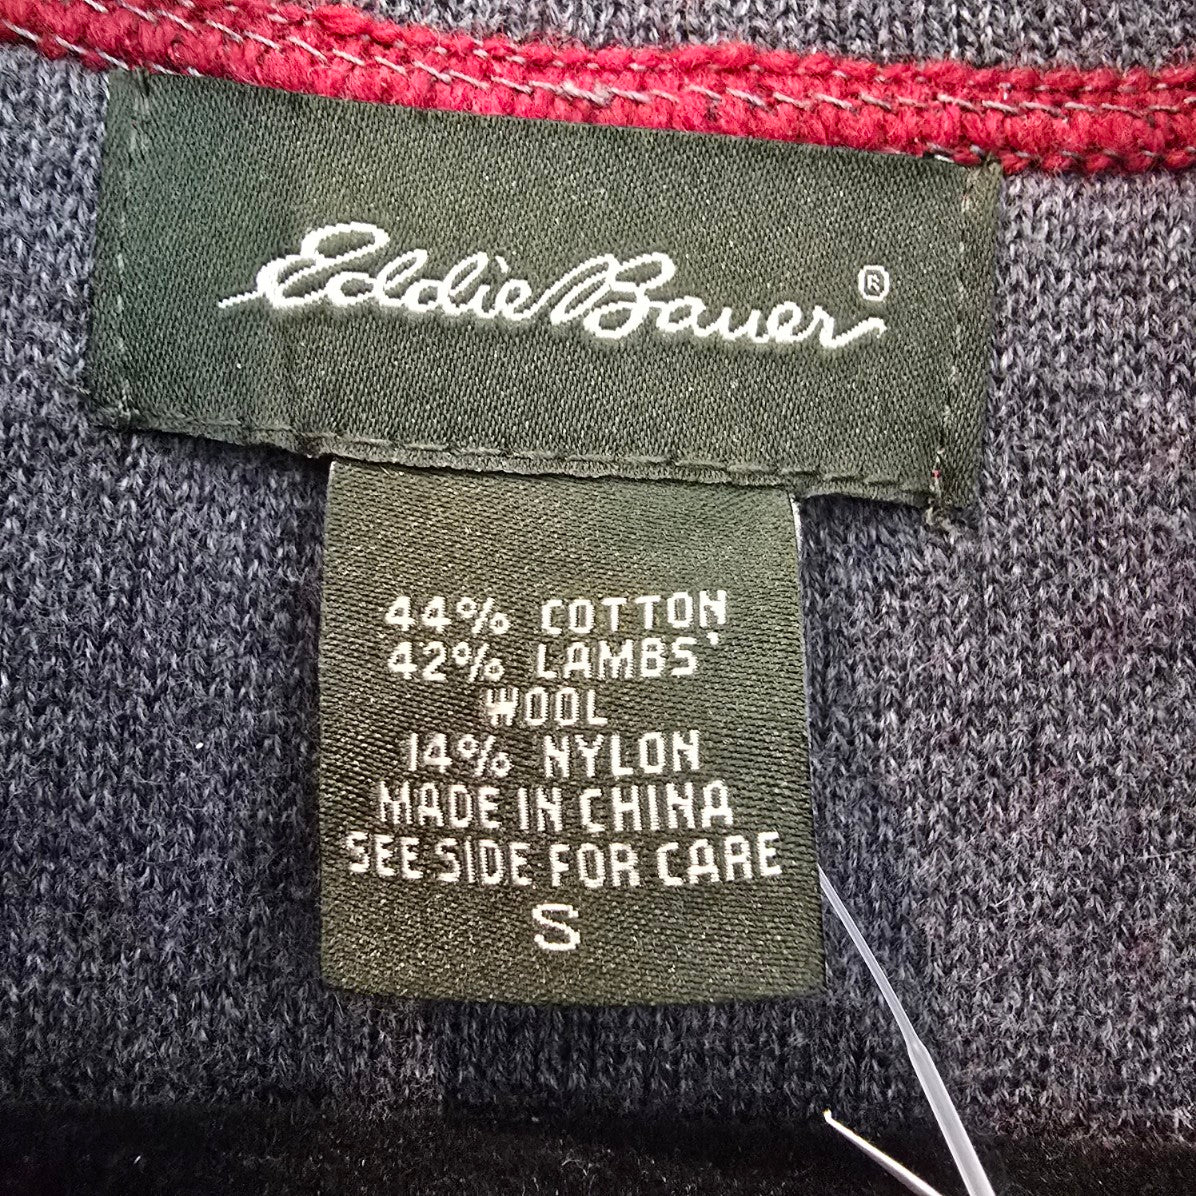 Eddie Bauer ®
44% COTTON
42% LAMBS'
WOOL
14% NYLON
MADE IN CHINA
SEE SIDE FOR CARE
S